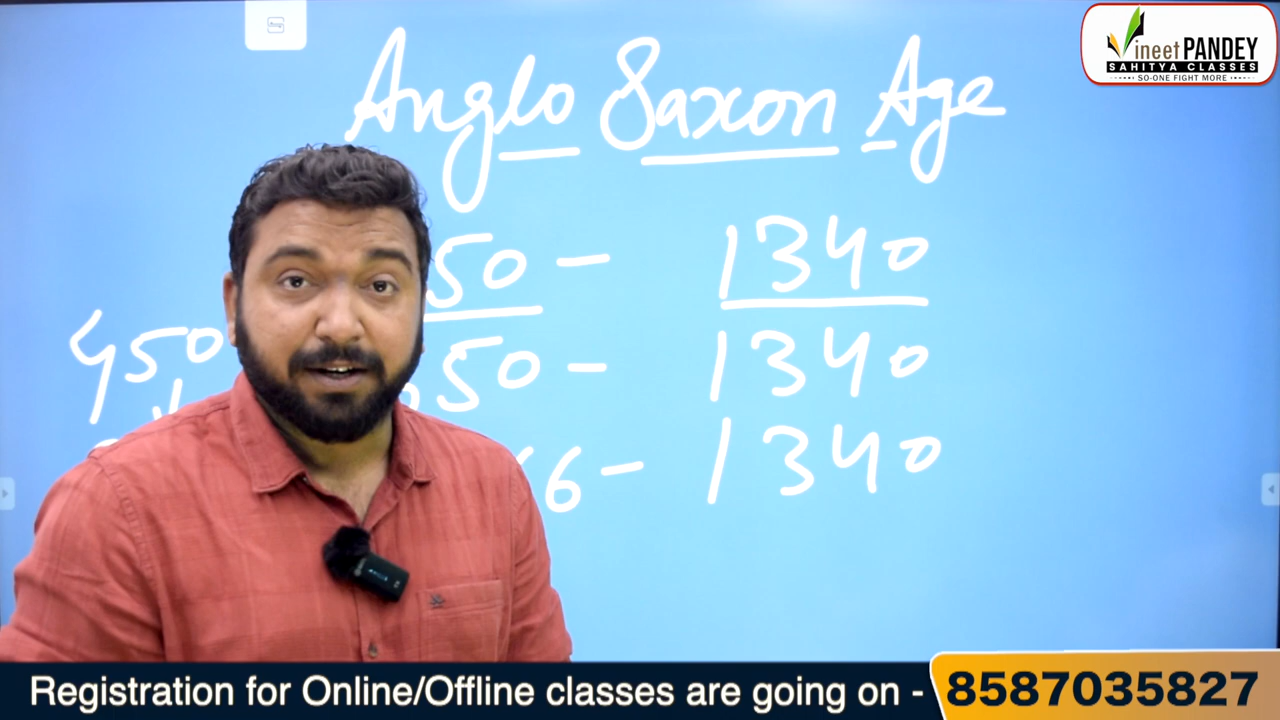 Vineet PANDEY
SAHITYA CLASSES
SO-ONE FIGHT MORE
Anglo Saxon Age
50 - 1340
450
50 - 1340
6 - 1340
Registration for Online/Offline classes are going on - 8587035827